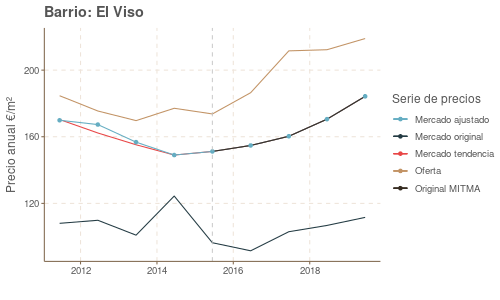 Barrio: El Viso
Precio anual €/m²
200
160
120
2012
2014
2016
2018
Serie de precios
Mercado ajustado
Mercado original
Mercado tendencia
Oferta
Original MITMA